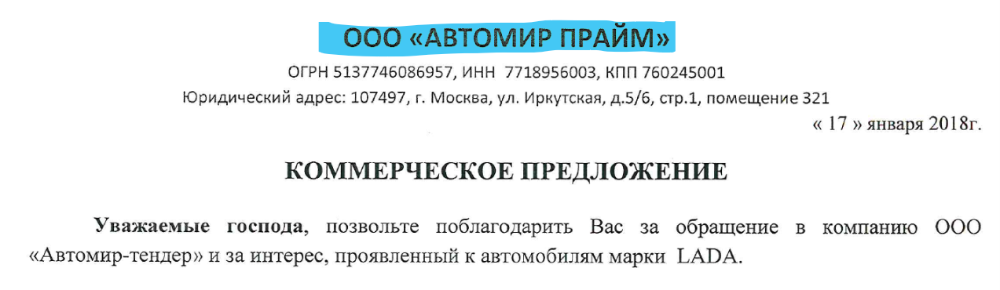 ООО «АВТОМИР ПРАЙМ»
ОГРН 5137746086957, ИНН 7718956003, КПП 760245001
Юридический адрес: 107497, г. Москва, ул. Иркутская, д.5/6, стр.1, помещение 321
« 17 » января 2018г.
КОММЕРЧЕСКОЕ ПРЕДЛОЖЕНИЕ
Уважаемые господа, позвольте поблагодарить Вас за обращение в компанию ООО
«Автомир-тендер» и за интерес, проявленный к автомобилям марки LADA.